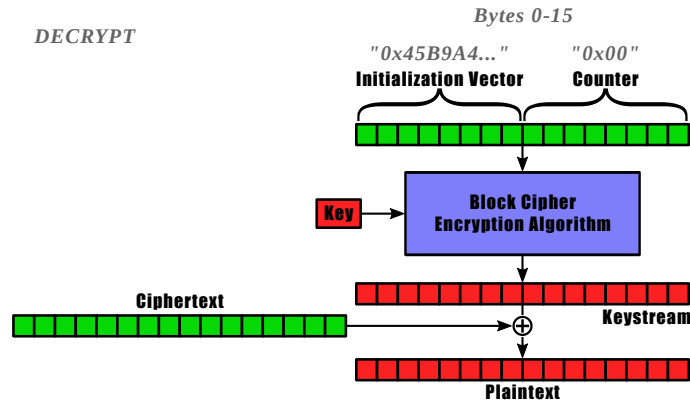 Bytes 0-15
DECRYPT
"0x45B9A4..." "0x00"
Initialization Vector Counter
Key
Block Cipher
Encryption Algorithm
Ciphertext
Keystream
Plaintext